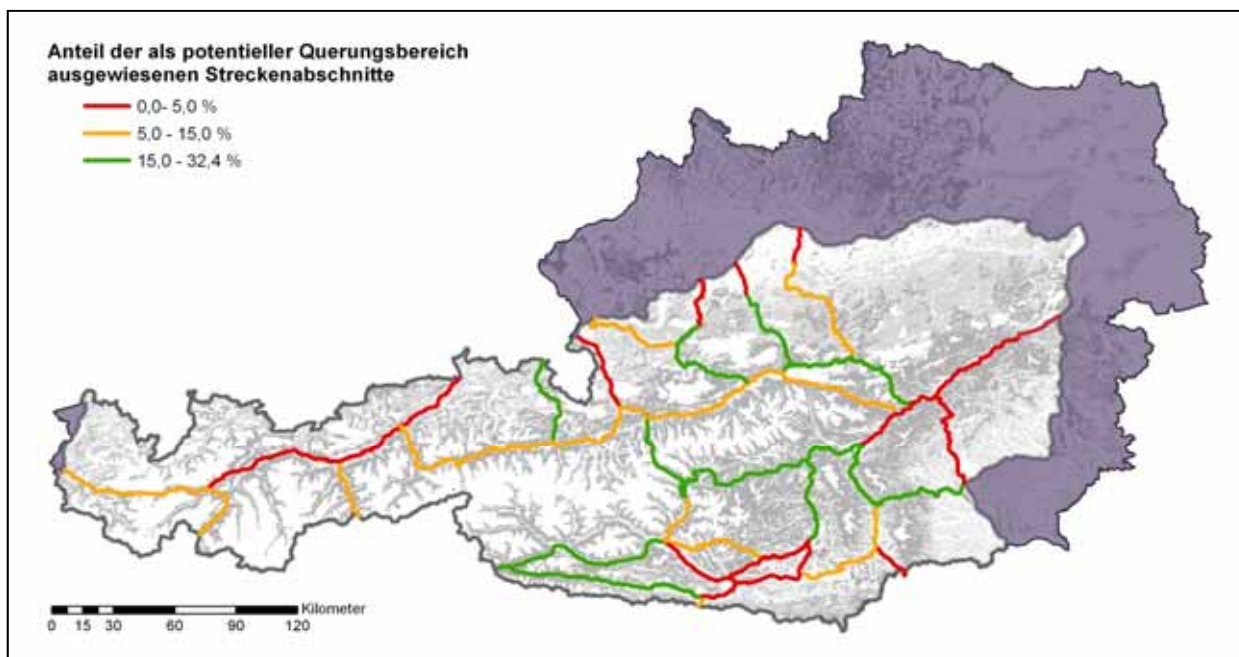 Anteil der als potentieller Querungsbereich
ausgewiesenen Streckenabschnitte
0,0- 5,0 %
5,0 - 15,0 %
15,0 - 32,4 %
Kilometer
0 15 30 60 90 120